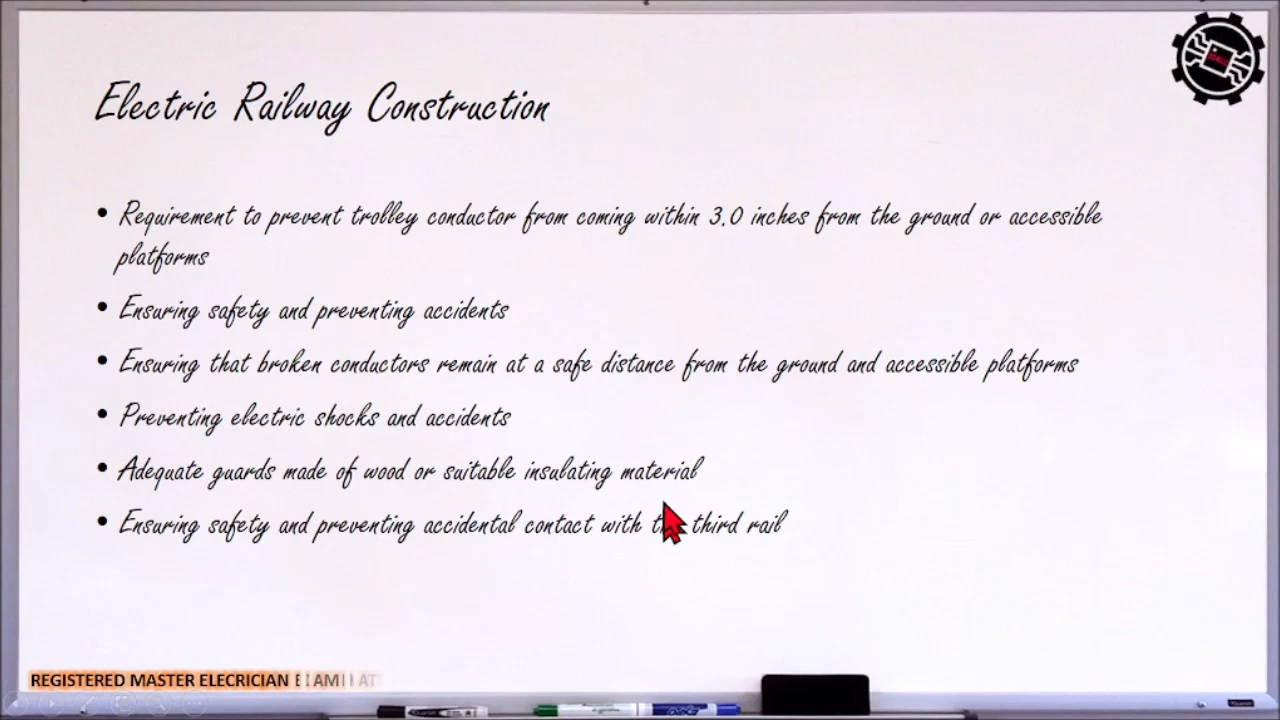 Electric Railway Construction
• Requirement to prevent trolley conductor from coming within 3.0 inches from the ground or accessible
platforms
• Ensuring safety and preventing accidents
• Ensuring that broken conductors remain at a safe distance from the ground and accessible platforms
• Preventing electric shocks and accidents
• Adequate guards made of wood or suitable insulating material
• Ensuring safety and preventing accidental contact with the third rail
REGISTERED MASTER ELECRICIAN